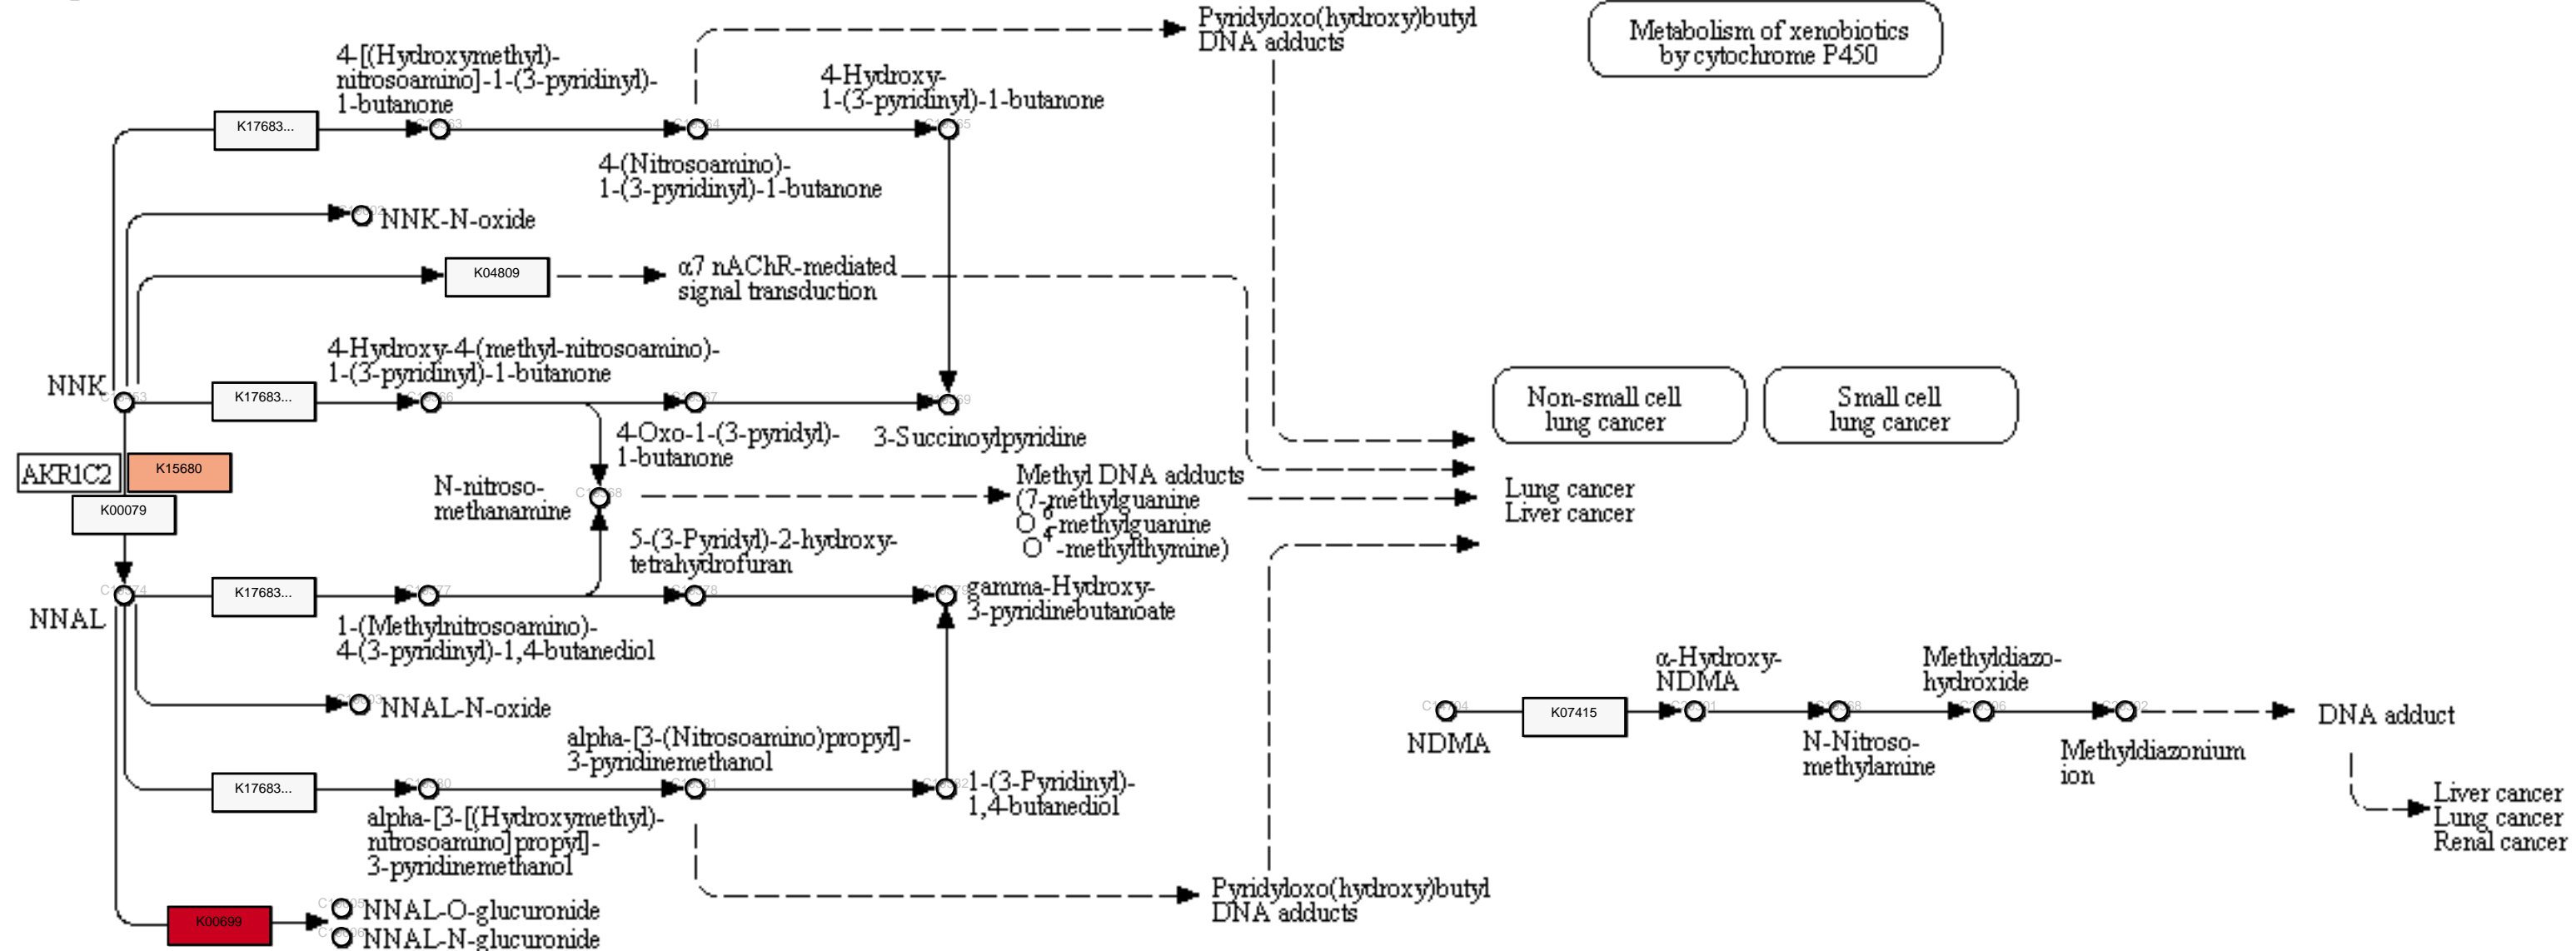 Pyridyloxo(hydroxy)butyl
DNA adducts
Metabolism of xenobiotics
by cytochrome P450
4-[(Hydroxymethyl)-
nitrosoamino]-1-(3-pyridinyl)-
1-butanone
4-Hydroxy-
1-(3-pyridinyl)-1-butanone
K17683...
4-(Nitrosoamino)-
1-(3-pyridinyl)-1-butanone
NNK-N-oxide
K04809
α7 nAChR-mediated
signal transduction
4-Hydroxy-4-(methyl-nitrosoamino)-
1-(3-pyridinyl)-1-butanone
NNK
K17683...
4-Oxo-1-(3-pyridyl)-
1-butanone
3-Succinoylpyridine
Non-small cell
lung cancer
Small cell
lung cancer
AKR1C2
K15680
K00079
N-nitroso-
methanamine
Methyl DNA adducts
(7-methylguanine
O6-methylguanine
O4-methylthymine)
Lung cancer
Liver cancer
5-(3-Pyridyl)-2-hydroxy-
tetrahydrofuran
NNAL
K17683...
gamma-Hydroxy-
3-pyridinebutanoate
1-(Methylnitrosoamino)-
4-(3-pyridinyl)-1,4-butanediol
NNAL-N-oxide
alpha-[3-(Nitrosoamino)propyl]-
3-pyridinemethanol
K17683...
1-(3-Pyridinyl)-
1,4-butanediol
alpha-[3-[(Hydroxymethyl)-
nitrosoamino]propyl]-
3-pyridinemethanol
K00699
NNAL-O-glucuronide
NNAL-N-glucuronide
Pyridyloxo(hydroxy)butyl
DNA adducts
NDMA
K07415
α-Hydroxy-
NDMA
N-Nitroso-
methylamine
Methyldiazo-
hydroxide
Methyldiazonium
ion
DNA adduct
Liver cancer
Lung cancer
Renal cancer